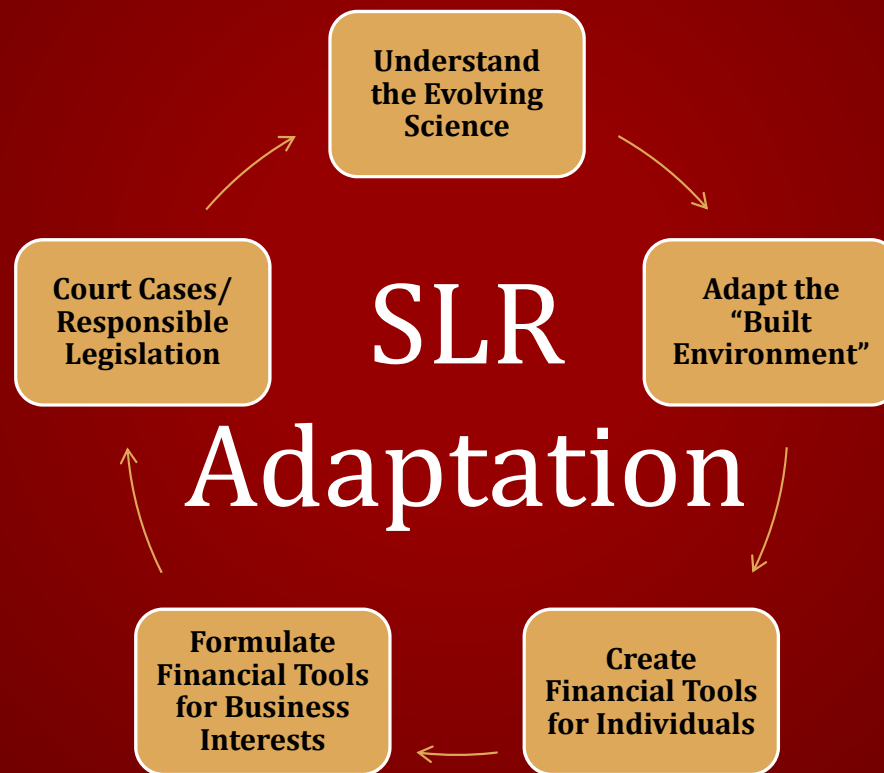 Understand
the Evolving
Science
Court Cases/
Responsible
Legislation
SLR
Adaptation
Adapt the
“Built
Environment”
Formulate
Financial Tools
for Business
Interests
Create
Financial Tools
for Individuals